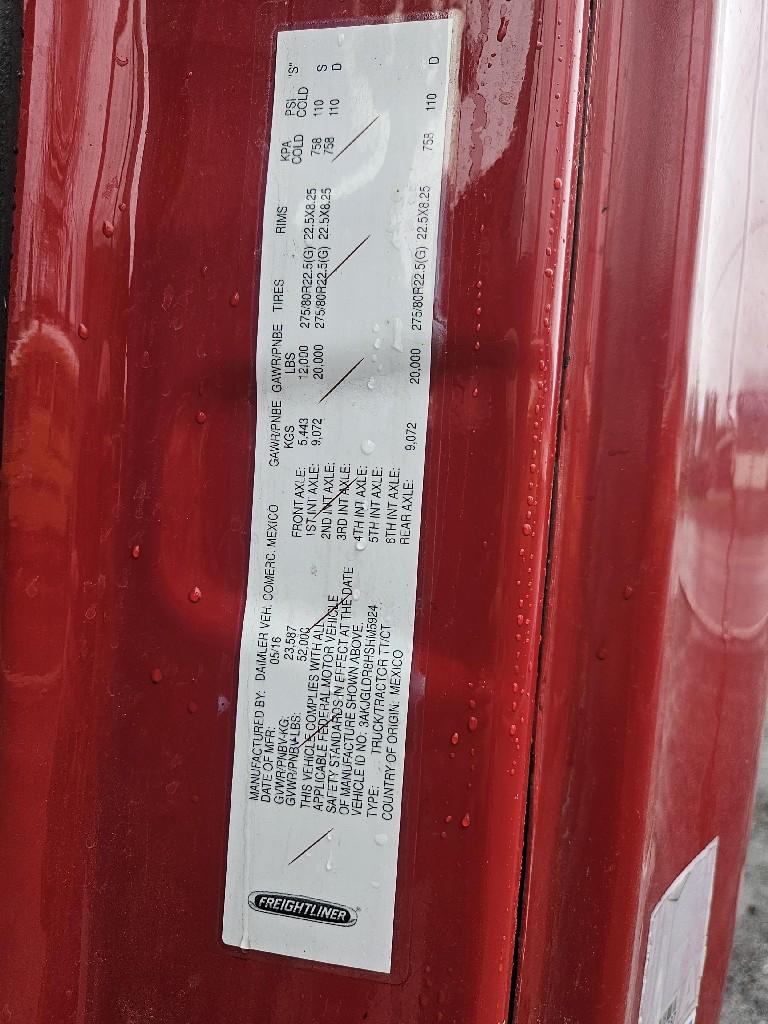 FREIGHTLINER
MANUFACTURED BY: DAIMLER VEH. COMERC. MEXICO
DATE OF MFR: 05/16
GVWR/PNBV-KG: 23,587
GVWR/PNBV-LBS: 52,000
THIS VEHICLE COMPLIES WITH ALL
APPLICABLE FEDERAL MOTOR VEHICLE
SAFETY STANDARDS IN EFFECT AT THE DATE
OF MANUFACTURE SHOWN ABOVE.
VEHICLE ID NO: 3AKJGLDR8HSHM5924
TYPE: TRUCK/TRACTOR TT/CT
COUNTRY OF ORIGIN: MEXICO
GAWR/PNBE GAWR/PNBE TIRES RIMS KPA PSI "S"
KGS LBS COLD COLD
FRONT AXLE: 5,443 12,000 275/80R22.5(G) 22.5X8.25 758 110 S
1ST INT AXLE: 9,072 20,000 275/80R22.5(G) 22.5X8.25 758 110 D
2ND INT AXLE:
3RD INT AXLE:
4TH INT AXLE:
5TH INT AXLE:
6TH INT AXLE:
REAR AXLE: 9,072 20,000 275/80R22.5(G) 22.5X8.25 758 110 D